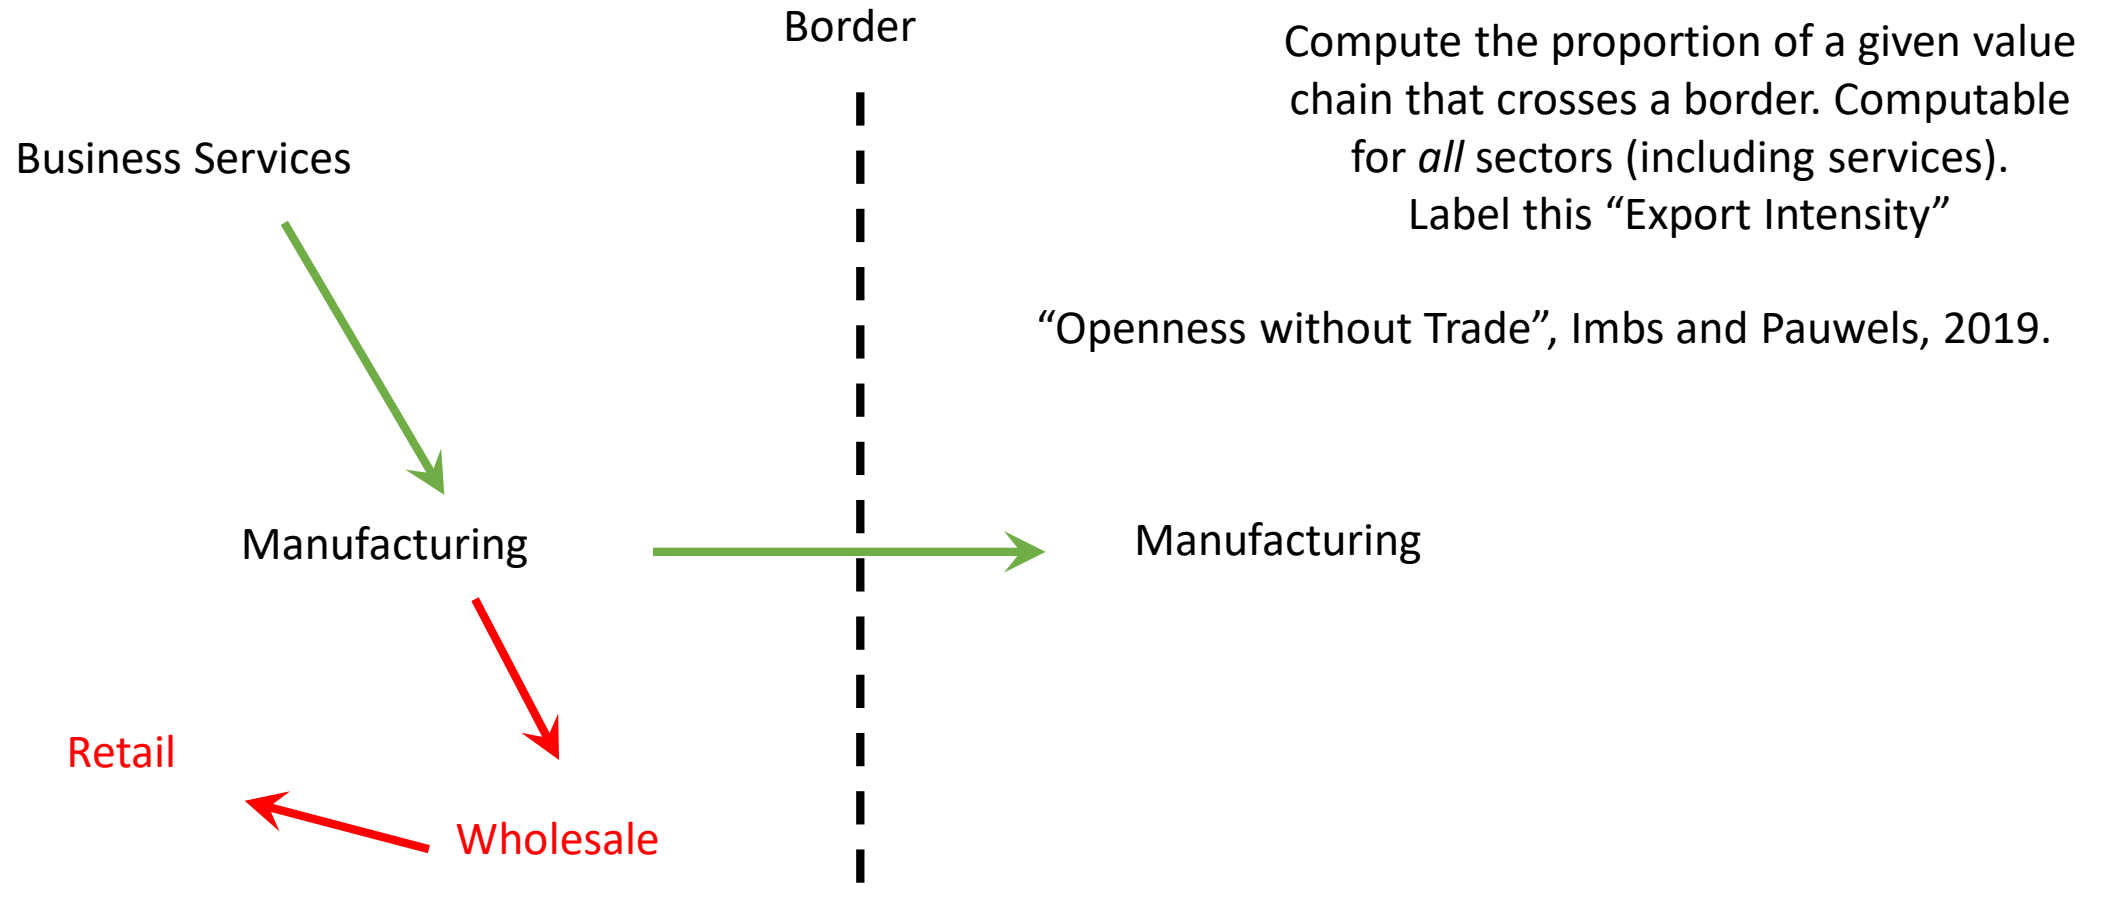 Border
Compute the proportion of a given value
chain that crosses a border. Computable
for all sectors (including services).
Label this “Export Intensity”
Business Services
“Openness without Trade”, Imbs and Pauwels, 2019.
Manufacturing
Manufacturing
Retail
Wholesale